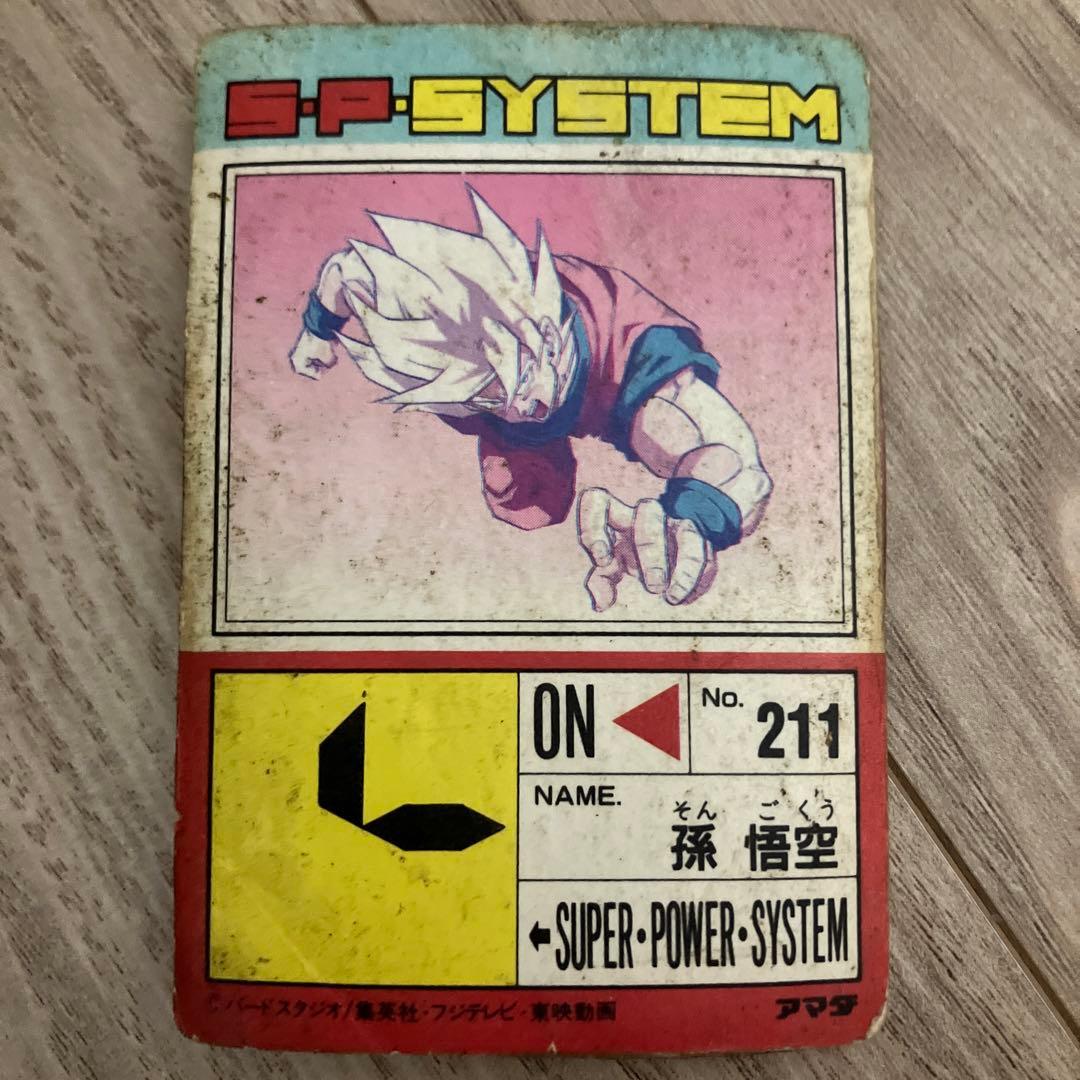 S・P・SYSTEM
ON
No. 211
NAME.
そん ごくう
孫 悟空
SUPER・POWER・SYSTEM
©バードスタジオ/集英社・フジテレビ・東映動画
アマダ